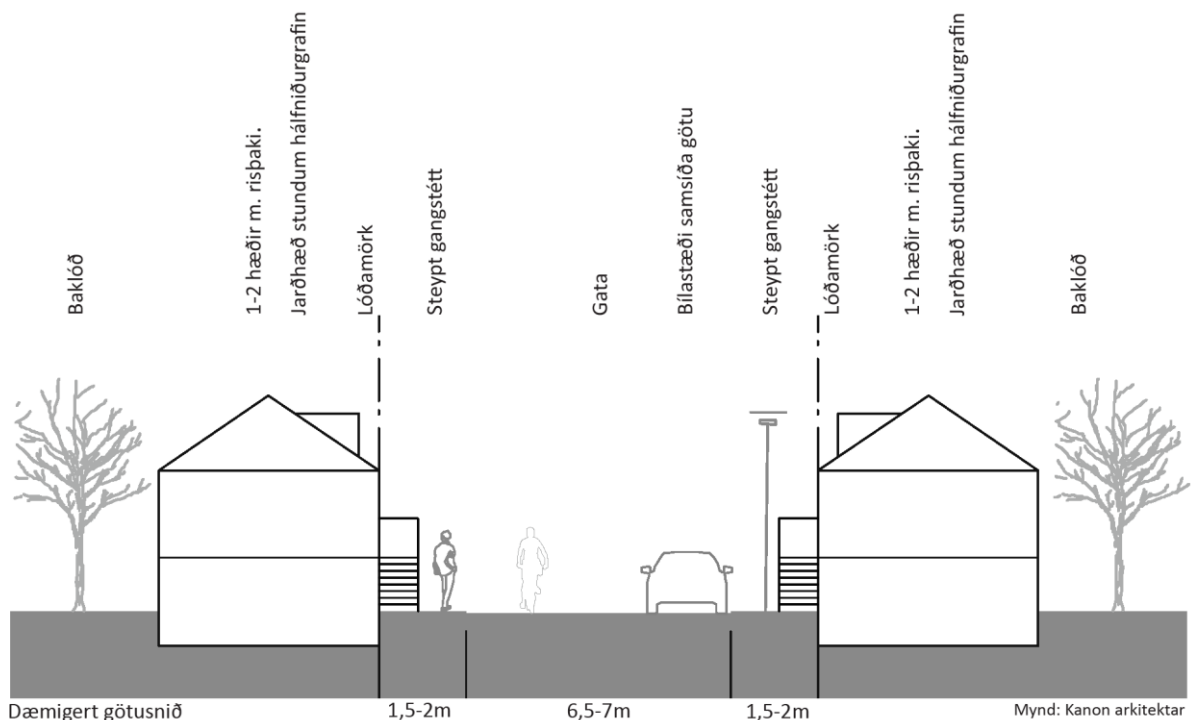 Baklóð
1-2 hæðir m. risþaki.
Jarðhæð stundum hálfniðurgrafin
Lóðamörk
Steypt gangstétt
Gata
Bílastæði samsíða götu
Steypt gangstétt
Lóðamörk
1-2 hæðir m. risþaki.
Jarðhæð stundum hálfniðurgrafin
Baklóð
Dæmigert götusnið
1,5-2m
6,5-7m
1,5-2m
Mynd: Kanon arkitektar